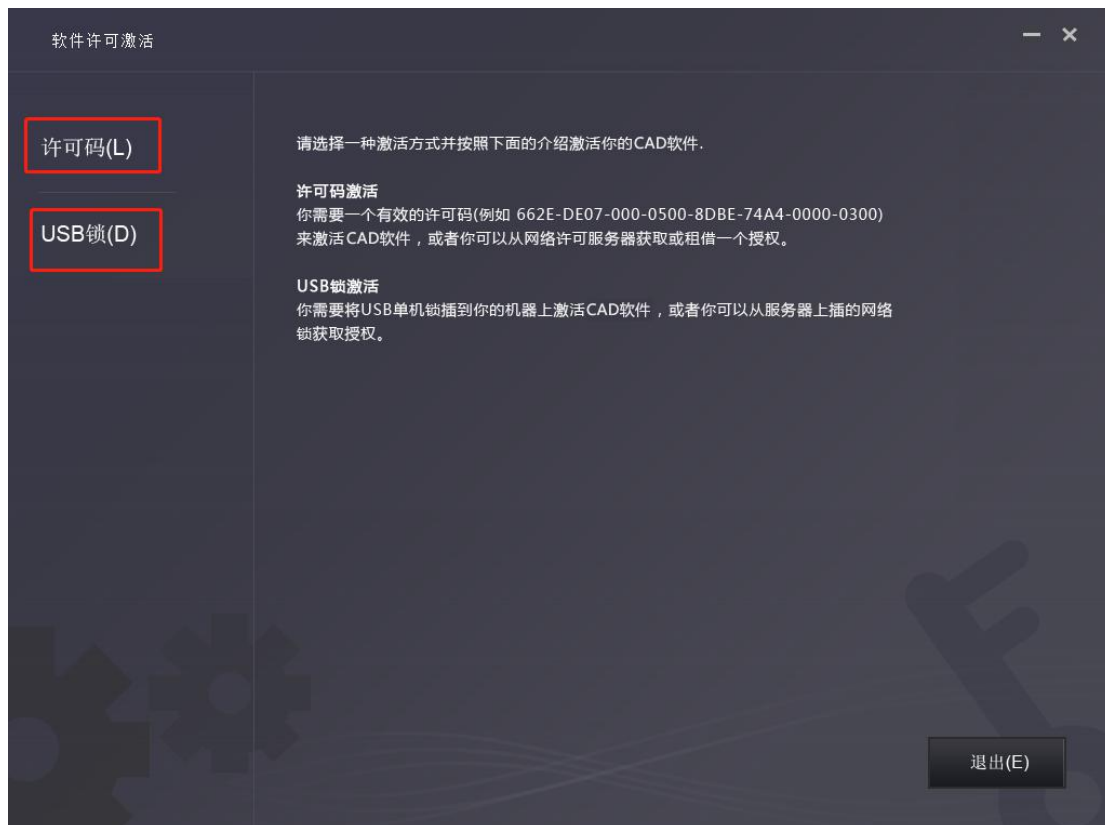 软件许可激活
许可码(L)
USB锁(D)
请选择一种激活方式并按照下面的介绍激活你的CAD软件.
许可码激活
你需要一个有效的许可码(例如 662E-DE07-000-0500-8DBE-74A4-0000-0300)
来激活CAD软件，或者你可以从网络许可服务器获取或租借一个授权。
USB锁激活
你需要将USB单机锁插到你的机器上激活CAD软件，或者你可以从服务器上插的网络
锁获取授权。
退出(E)